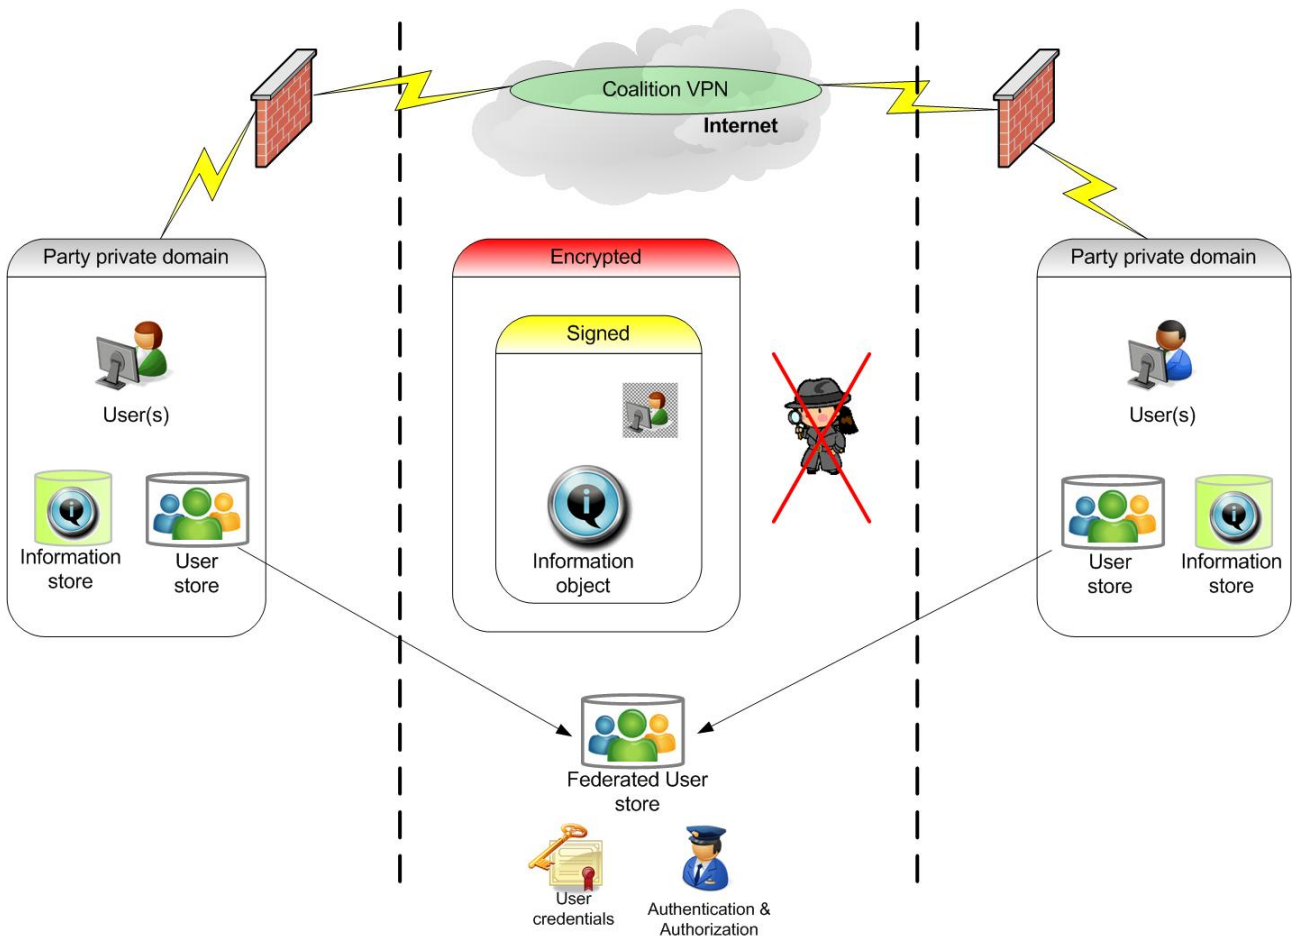 Coalition VPN
Internet
Party private domain
Encrypted
Party private domain
Signed
User(s)
User(s)
Information
store
User
store
Information
object
User
store
Information
store
Federated User
store
User
credentials
Authentication &
Authorization